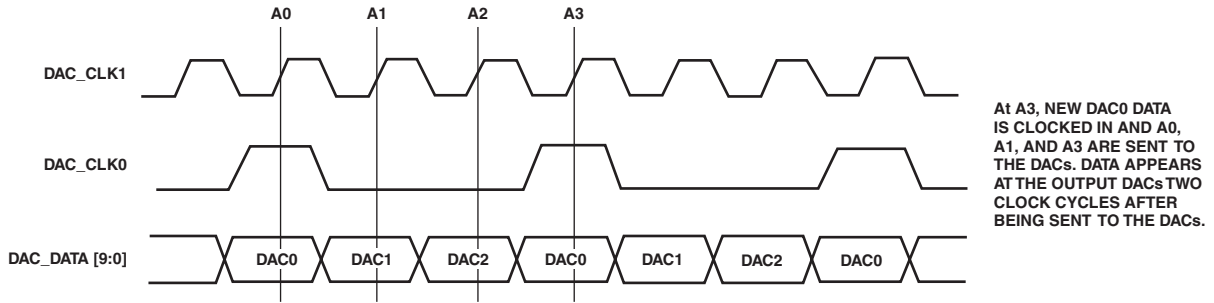 A0 A1 A2 A3
DAC_CLK1
DAC_CLK0
DAC_DATA [9:0]
DAC0 DAC1 DAC2 DAC0 DAC1 DAC2 DAC0
At A3, NEW DAC0 DATA
IS CLOCKED IN AND A0,
A1, AND A3 ARE SENT TO
THE DACs. DATA APPEARS
AT THE OUTPUT DACs TWO
CLOCK CYCLES AFTER
BEING SENT TO THE DACs.